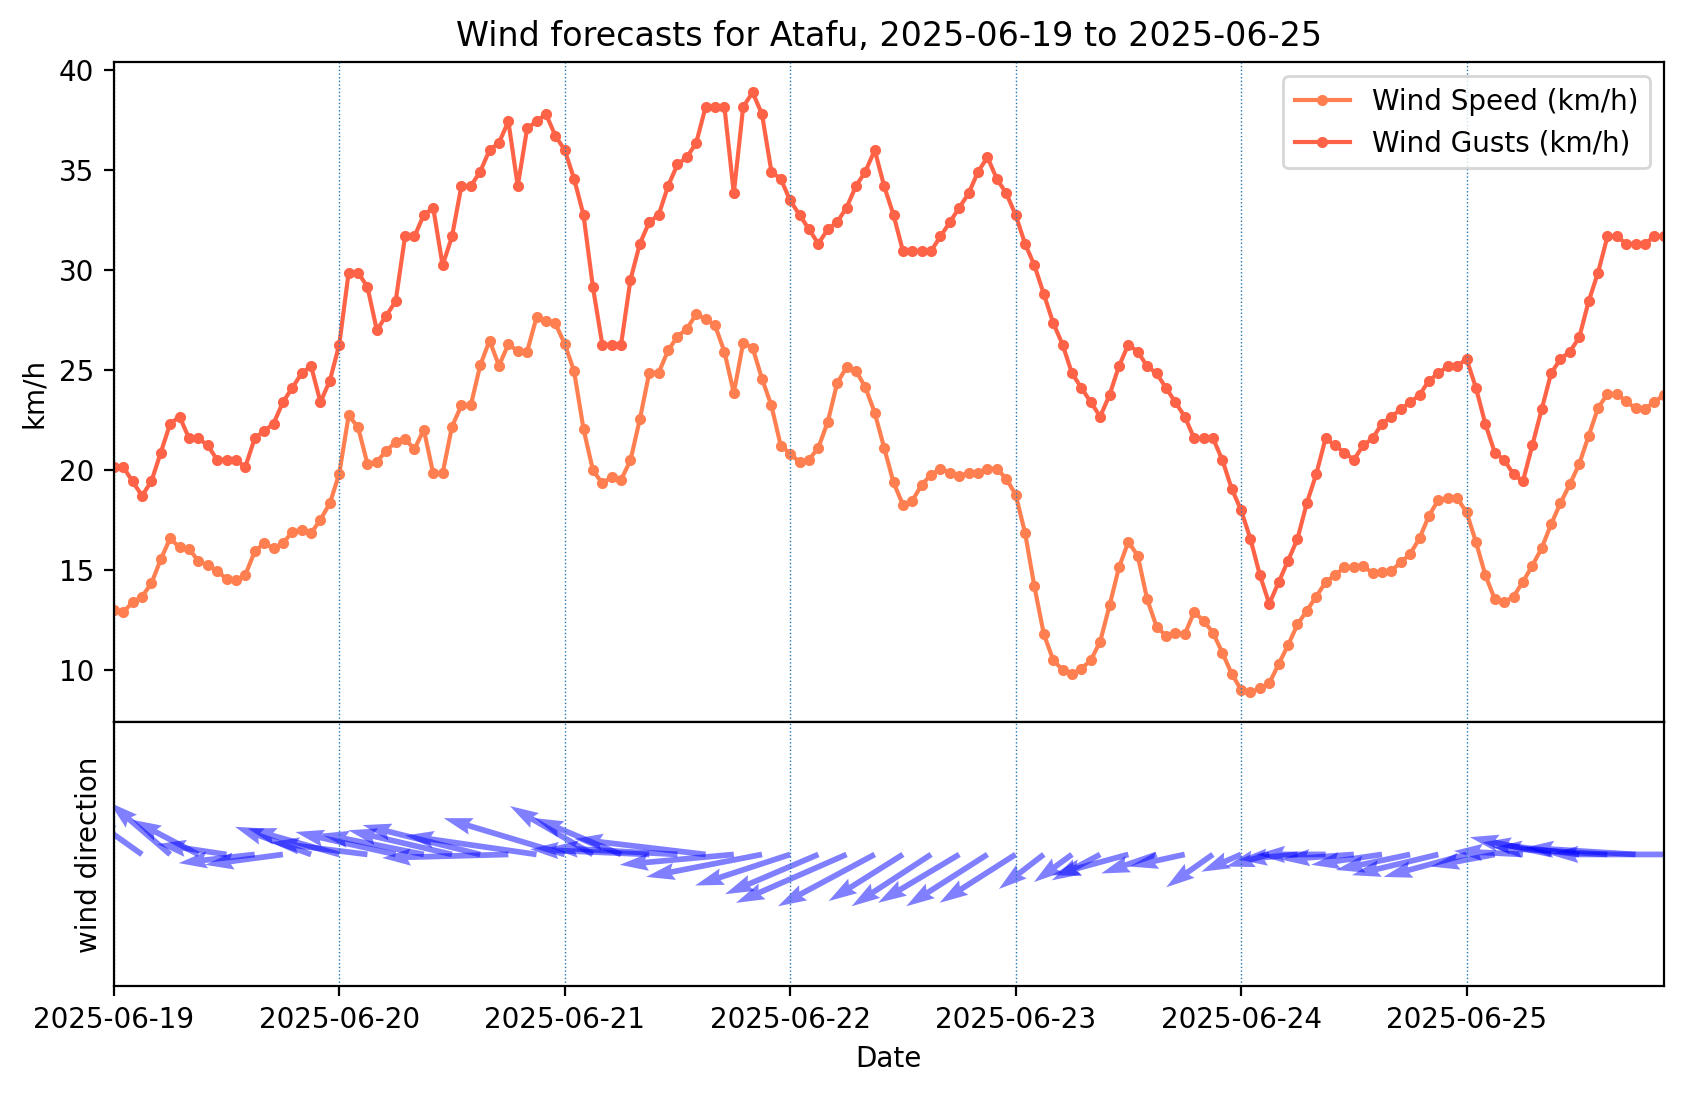 Wind forecasts for Atafu, 2025-06-19 to 2025-06-25
Wind Speed (km/h)
Wind Gusts (km/h)
km/h
40
35
30
25
20
15
10
wind direction
2025-06-19 2025-06-20 2025-06-21 2025-06-22 2025-06-23 2025-06-24 2025-06-25
Date